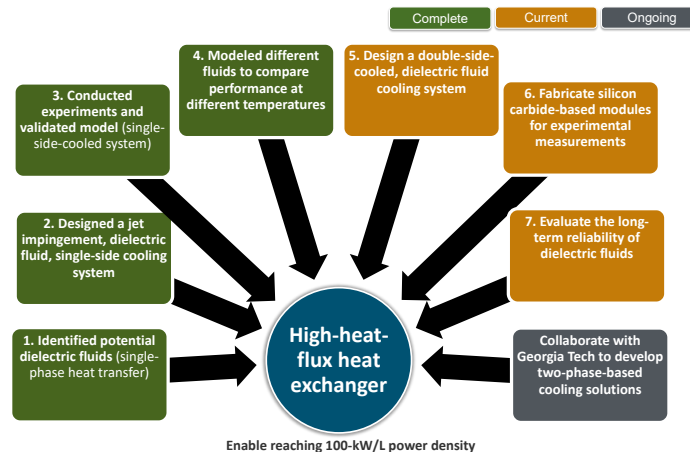 Complete
Current
Ongoing
4. Modeled different
fluids to compare
performance at
different temperatures
5. Design a double-side-
cooled, dielectric fluid
cooling system
3. Conducted
experiments and
validated model (single-
side-cooled system)
6. Fabricate silicon
carbide-based modules
for experimental
measurements
2. Designed a jet
impingement, dielectric
fluid, single-side cooling
system
7. Evaluate the long-
term reliability of
dielectric fluids
1. Identified potential
dielectric fluids (single-
phase heat transfer)
High-heat-
flux heat
exchanger
Collaborate with
Georgia Tech to develop
two-phase-based
cooling solutions
Enable reaching 100-kW/L power density